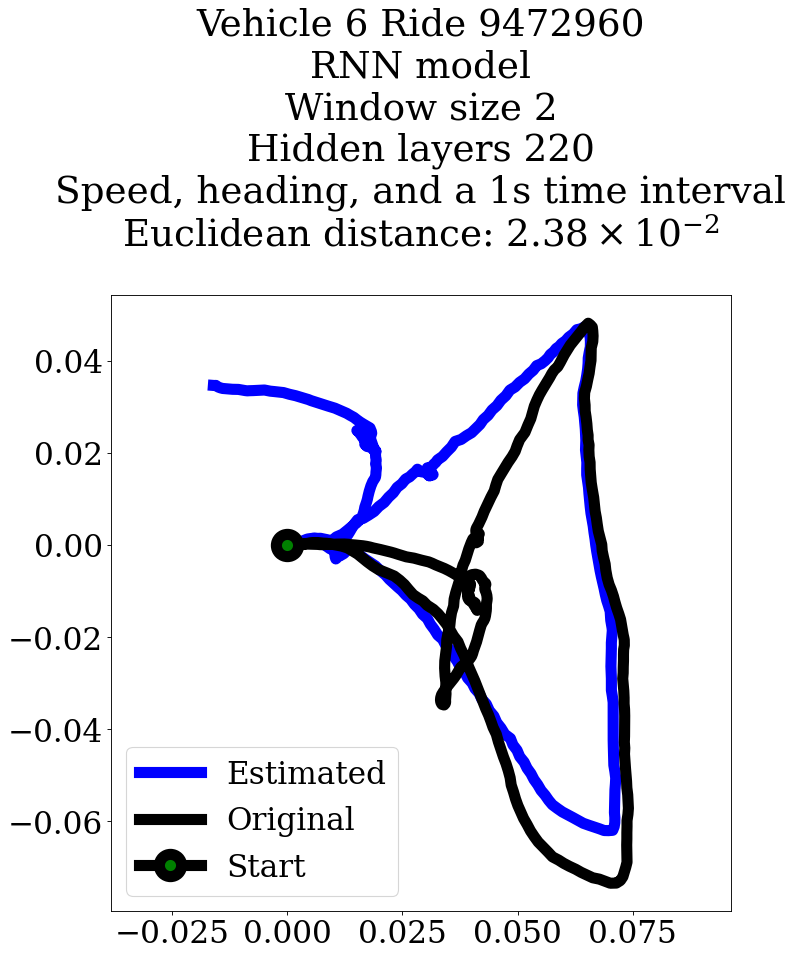 Vehicle 6 Ride 9472960
RNN model
Window size 2
Hidden layers 220
Speed, heading, and a 1s time interval
Euclidean distance: 2.38 × 10⁻²
0.04
0.02
0.00
−0.02
−0.04
−0.06
Estimated
Original
Start
−0.025 0.000 0.025 0.050 0.075